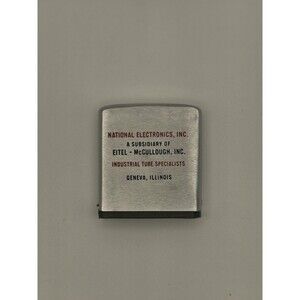 NATIONAL ELECTRONICS, INC.
A SUBSIDIARY OF
EITEL - McCULLOUGH, INC.
INDUSTRIAL TUBE SPECIALISTS
GENEVA, ILLINOIS